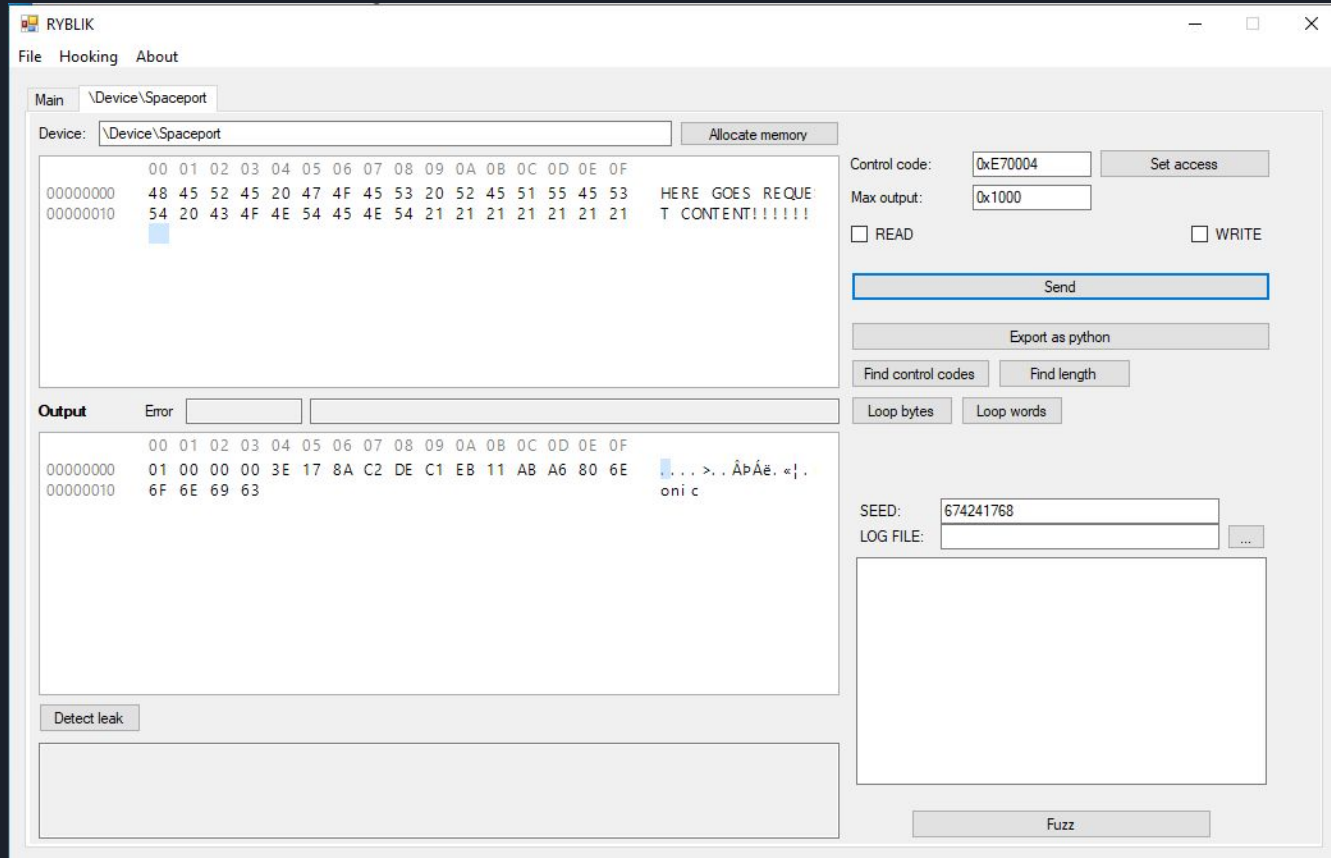 RYBLIK
File Hooking About
Main \Device\Spaceport
Device: \Device\Spaceport Allocate memory
00 01 02 03 04 05 06 07 08 09 0A 0B 0C 0D 0E 0F
00000000 48 45 52 45 20 47 4F 45 53 20 52 45 51 55 45 53 HERE GOES REQUE
00000010 54 20 43 4F 4E 54 45 4E 54 21 21 21 21 21 21 21 T CONTENT!!!!!!
Control code: 0xE70004 Set access
Max output: 0x1000
READ WRITE
Send
Export as python
Find control codes Find length
Loop bytes Loop words
Output Error
00 01 02 03 04 05 06 07 08 09 0A 0B 0C 0D 0E 0F
00000000 01 00 00 00 3E 17 8A C2 DE C1 EB 11 AB A6 80 6E . . . . >. . ÂÞÁë. «¦.
00000010 6F 6E 69 63 onic
SEED: 674241768
LOG FILE: ...
Detect leak
Fuzz